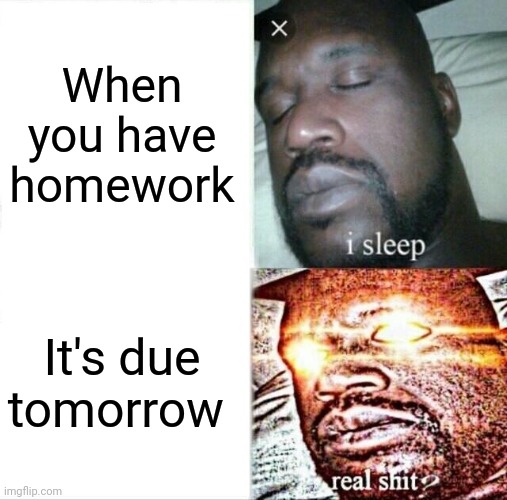 When
you have
homework
i sleep
It's due
tomorrow
real shit?
imgflip.com